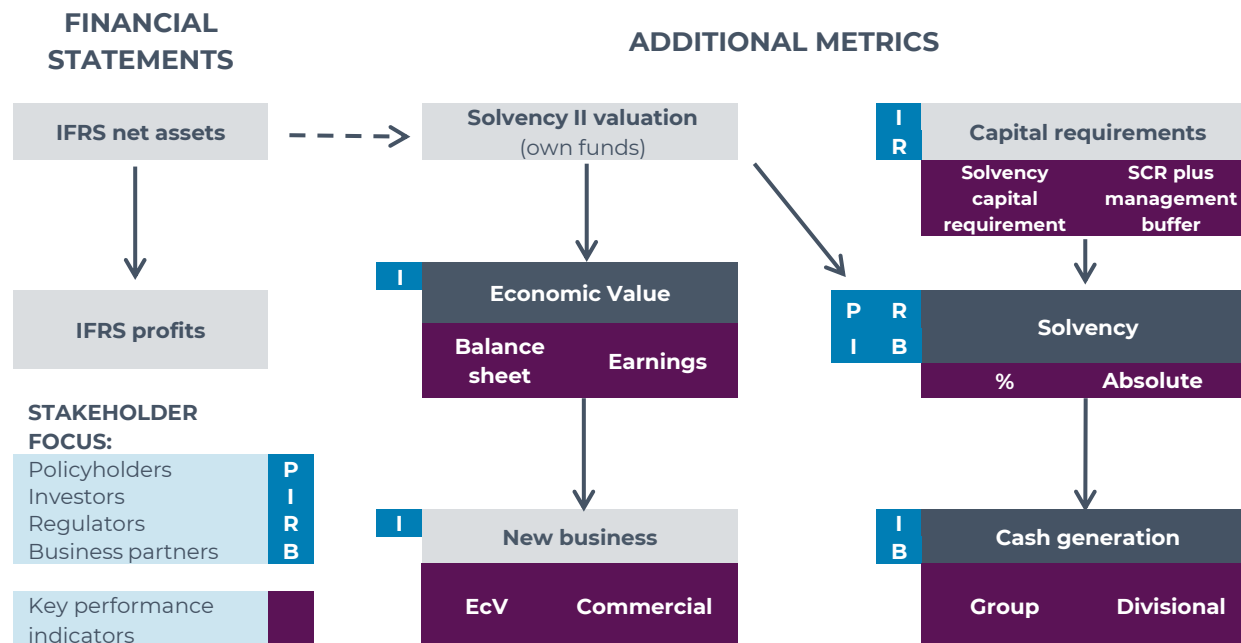 FINANCIAL
STATEMENTS
ADDITIONAL METRICS
IFRS net assets
Solvency II valuation
(own funds)
I
R
Capital requirements
Solvency
capital
requirement
SCR plus
management
buffer
I
Economic Value
Balance
sheet
Earnings
IFRS profits
P R
I B
Solvency
%
Absolute
STAKEHOLDER
FOCUS:
Policyholders P
Investors I
Regulators R
Business partners B
I
New business
EcV
Commercial
I
B
Cash generation
Group
Divisional
Key performance
indicators